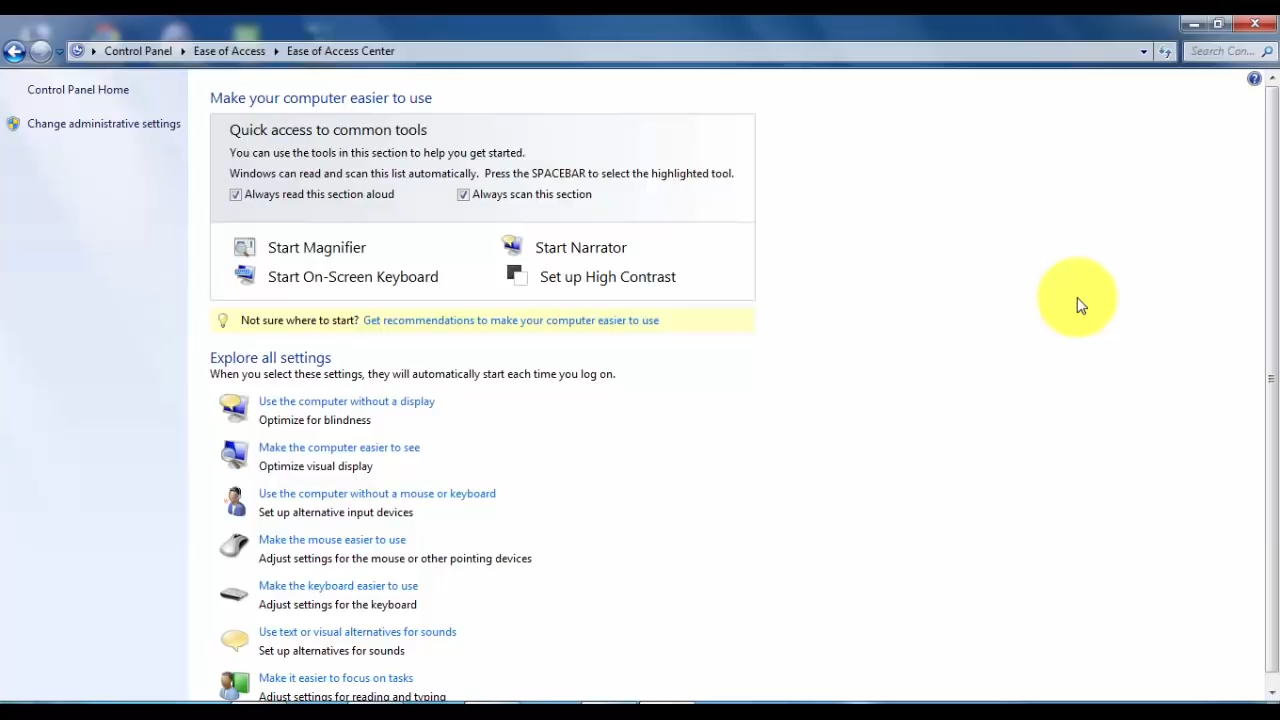 Control Panel Ease of Access Ease of Access Center
Search Con...
Control Panel Home
Change administrative settings
Make your computer easier to use
Quick access to common tools
You can use the tools in this section to help you get started.
Windows can read and scan this list automatically. Press the SPACEBAR to select the highlighted tool.
Always read this section aloud Always scan this section
Start Magnifier Start Narrator
Start On-Screen Keyboard Set up High Contrast
Not sure where to start? Get recommendations to make your computer easier to use
Explore all settings
When you select these settings, they will automatically start each time you log on.
Use the computer without a display
Optimize for blindness
Make the computer easier to see
Optimize visual display
Use the computer without a mouse or keyboard
Set up alternative input devices
Make the mouse easier to use
Adjust settings for the mouse or other pointing devices
Make the keyboard easier to use
Adjust settings for the keyboard
Use text or visual alternatives for sounds
Set up alternatives for sounds
Make it easier to focus on tasks
Adjust settings for reading and typing